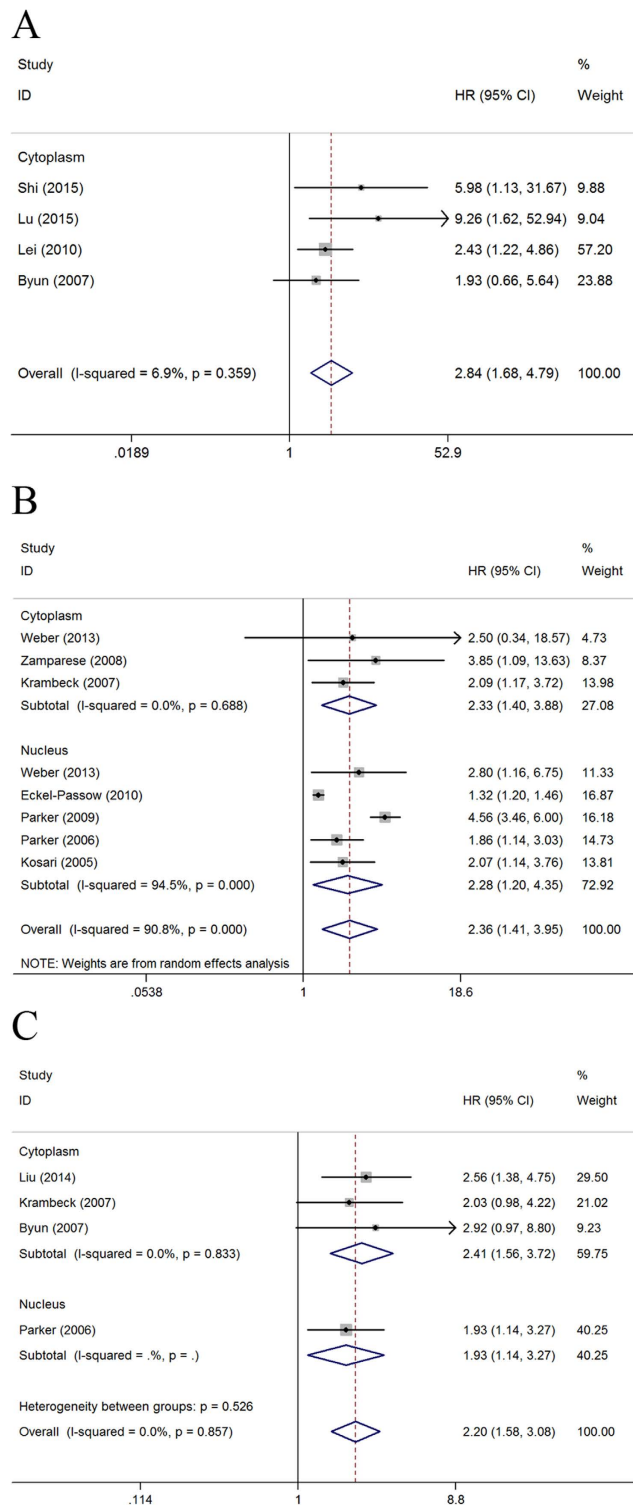 A
Study %
ID HR (95% CI) Weight
Cytoplasm
Shi (2015) 5.98 (1.13, 31.67) 9.88
Lu (2015) 9.26 (1.62, 52.94) 9.04
Lei (2010) 2.43 (1.22, 4.86) 57.20
Byun (2007) 1.93 (0.66, 5.64) 23.88
Overall (I-squared = 6.9%, p = 0.359) 2.84 (1.68, 4.79) 100.00
.0189 1 52.9
B
Study %
ID HR (95% CI) Weight
Cytoplasm
Weber (2013) 2.50 (0.34, 18.57) 4.73
Zamparese (2008) 3.85 (1.09, 13.63) 8.37
Krambeck (2007) 2.09 (1.17, 3.72) 13.98
Subtotal (I-squared = 0.0%, p = 0.688) 2.33 (1.40, 3.88) 27.08
Nucleus
Weber (2013) 2.80 (1.16, 6.75) 11.33
Eckel-Passow (2010) 1.32 (1.20, 1.46) 16.87
Parker (2009) 4.56 (3.46, 6.00) 16.18
Parker (2006) 1.86 (1.14, 3.03) 14.73
Kosari (2005) 2.07 (1.14, 3.76) 13.81
Subtotal (I-squared = 94.5%, p = 0.000) 2.28 (1.20, 4.35) 72.92
Overall (I-squared = 90.8%, p = 0.000) 2.36 (1.41, 3.95) 100.00
NOTE: Weights are from random effects analysis
.0538 1 18.6
C
Study %
ID HR (95% CI) Weight
Cytoplasm
Liu (2014) 2.56 (1.38, 4.75) 29.50
Krambeck (2007) 2.03 (0.98, 4.22) 21.02
Byun (2007) 2.92 (0.97, 8.80) 9.23
Subtotal (I-squared = 0.0%, p = 0.833) 2.41 (1.56, 3.72) 59.75
Nucleus
Parker (2006) 1.93 (1.14, 3.27) 40.25
Subtotal (I-squared = .%, p = .) 1.93 (1.14, 3.27) 40.25
Heterogeneity between groups: p = 0.526
Overall (I-squared = 0.0%, p = 0.857) 2.20 (1.58, 3.08) 100.00
.114 1 8.8